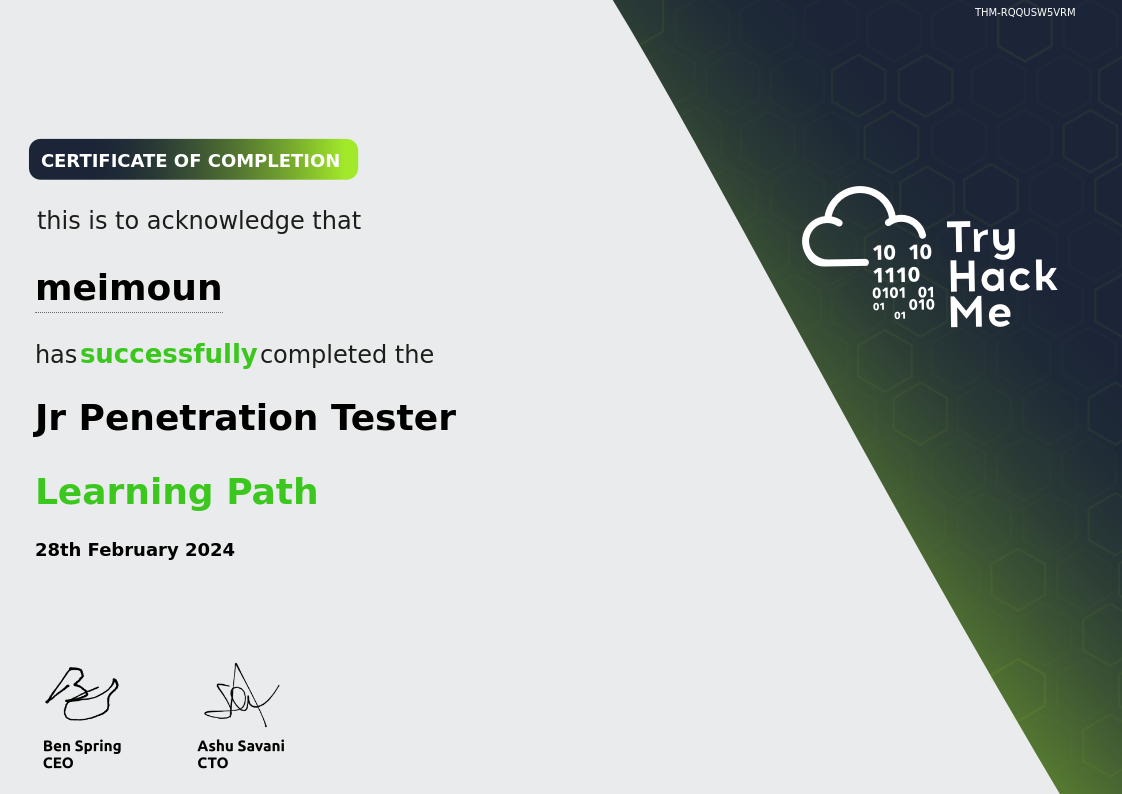 THM-RQQUSW5VRM
CERTIFICATE OF COMPLETION
this is to acknowledge that
meimoun
has successfully completed the
Jr Penetration Tester
Learning Path
28th February 2024
10 10
1110
0101 01
01 010
01
Try
Hack
Me
Ben Spring
CEO
Ashu Savani
CTO